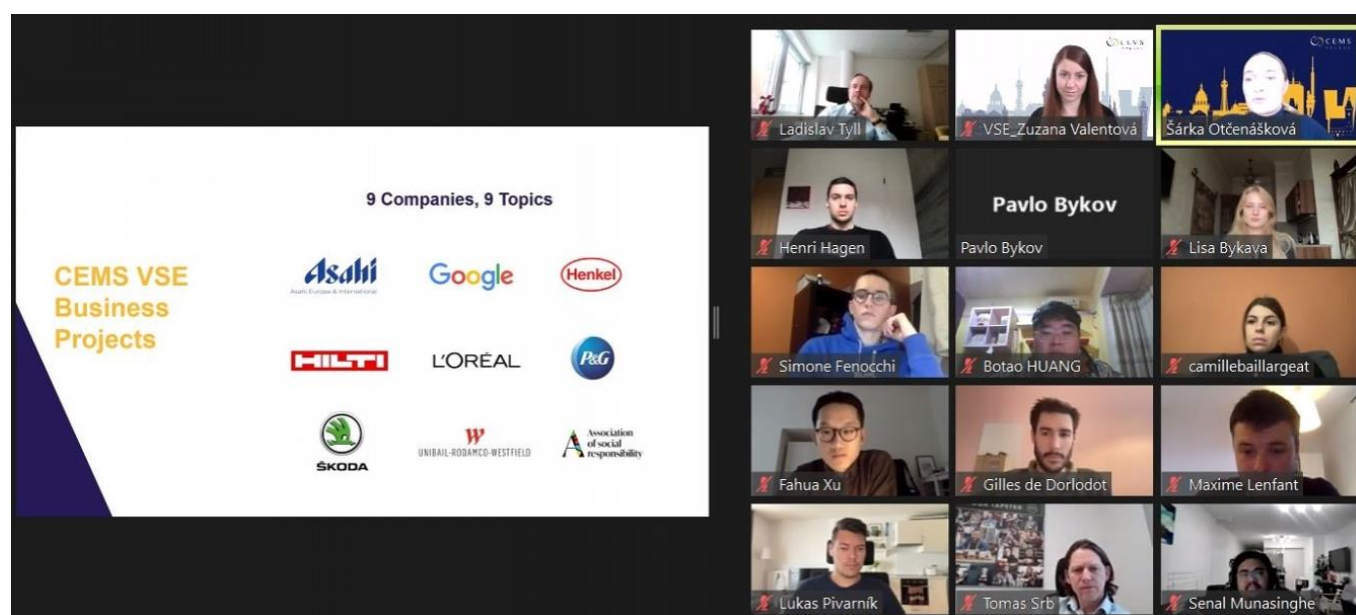 9 Companies, 9 Topics
CEMS VSE
Business
Projects
Asahi
Asahi Europe & International
Google
Henkel
HILTI
L'ORÉAL
P&G
ŠKODA
UNIBAIL-RODAMCO-WESTFIELD
Association
of social
responsibility
Ladislav Tyll
CEMS
VSE_Zuzana Valentová
CEMS
Šárka Otčenášková
Henri Hagen
Pavlo Bykov
Pavlo Bykov
Lisa Bykava
Simone Fenocchi
Botao HUANG
camillebaillargeat
Fahua Xu
Gilles de Dorlodot
Maxime Lenfant
Lukas Pivarník
Tomas Srb
Senal Munasinghe